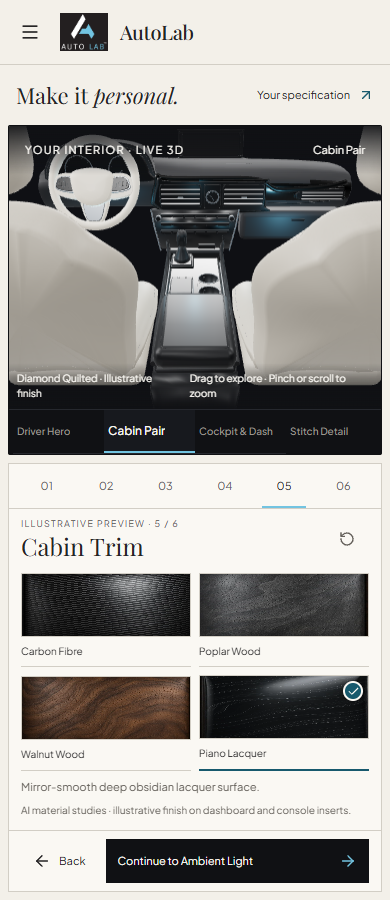 AUTO LAB
AutoLab
Make it personal.
Your specification
YOUR INTERIOR · LIVE 3D
Cabin Pair
Diamond Quilted · Illustrative finish
Drag to explore · Pinch or scroll to zoom
Driver Hero
Cabin Pair
Cockpit & Dash
Stitch Detail
01 02 03 04 05 06
ILLUSTRATIVE PREVIEW · 5 / 6
Cabin Trim
Carbon Fibre
Poplar Wood
Walnut Wood
Piano Lacquer
Mirror-smooth deep obsidian lacquer surface.
AI material studies · illustrative finish on dashboard and console inserts.
Back
Continue to Ambient Light